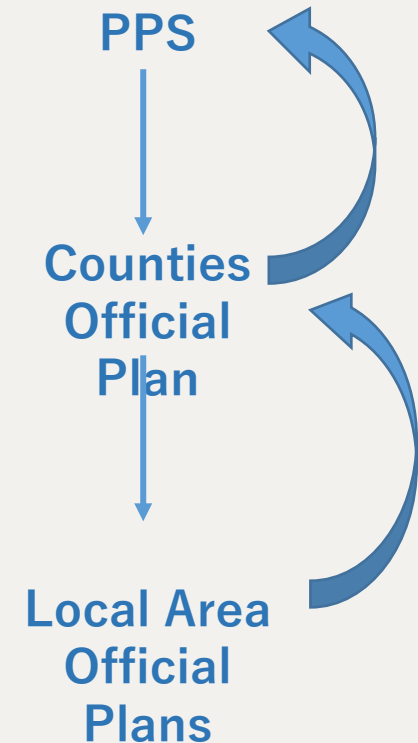 PPS
Counties
Official
Plan
Local Area
Official
Plans